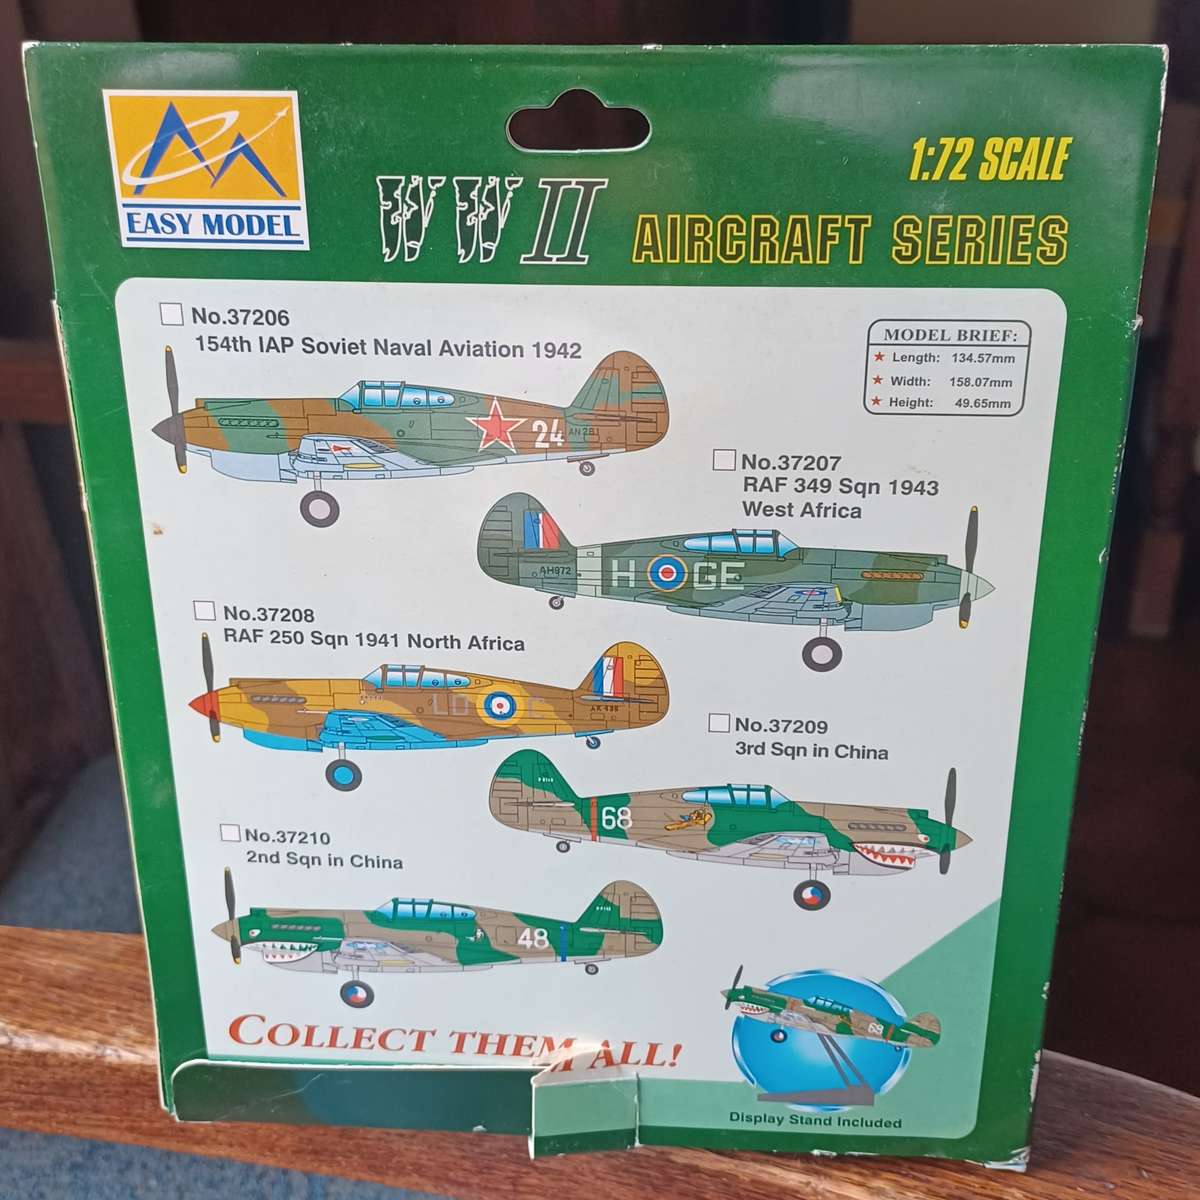 EASY MODEL
WWII
1:72 SCALE
AIRCRAFT SERIES
No.37206
154th IAP Soviet Naval Aviation 1942
MODEL BRIEF:
Length: 134.57mm
Width: 158.07mm
Height: 49.65mm
24
No.37207
RAF 349 Sqn 1943
West Africa
H GE
No.37208
RAF 250 Sqn 1941 North Africa
LD C
No.37209
3rd Sqn in China
68
No.37210
2nd Sqn in China
48
68
COLLECT THEM ALL!
Display Stand Included